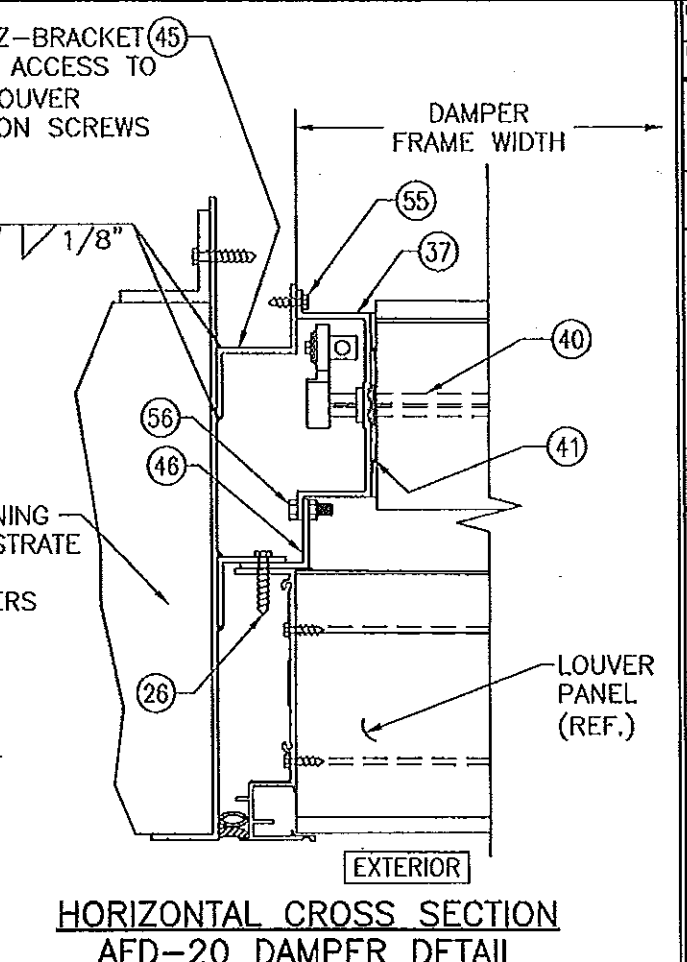 Z-BRACKET 45
ACCESS TO
OUVER
ON SCREWS
DAMPER
FRAME WIDTH
1/8"
55
37
40
56
41
46
NING
STRATE
ERS
26
LOUVER
PANEL
(REF.)
EXTERIOR
HORIZONTAL CROSS SECTION
AFD-20 DAMPER DETAIL